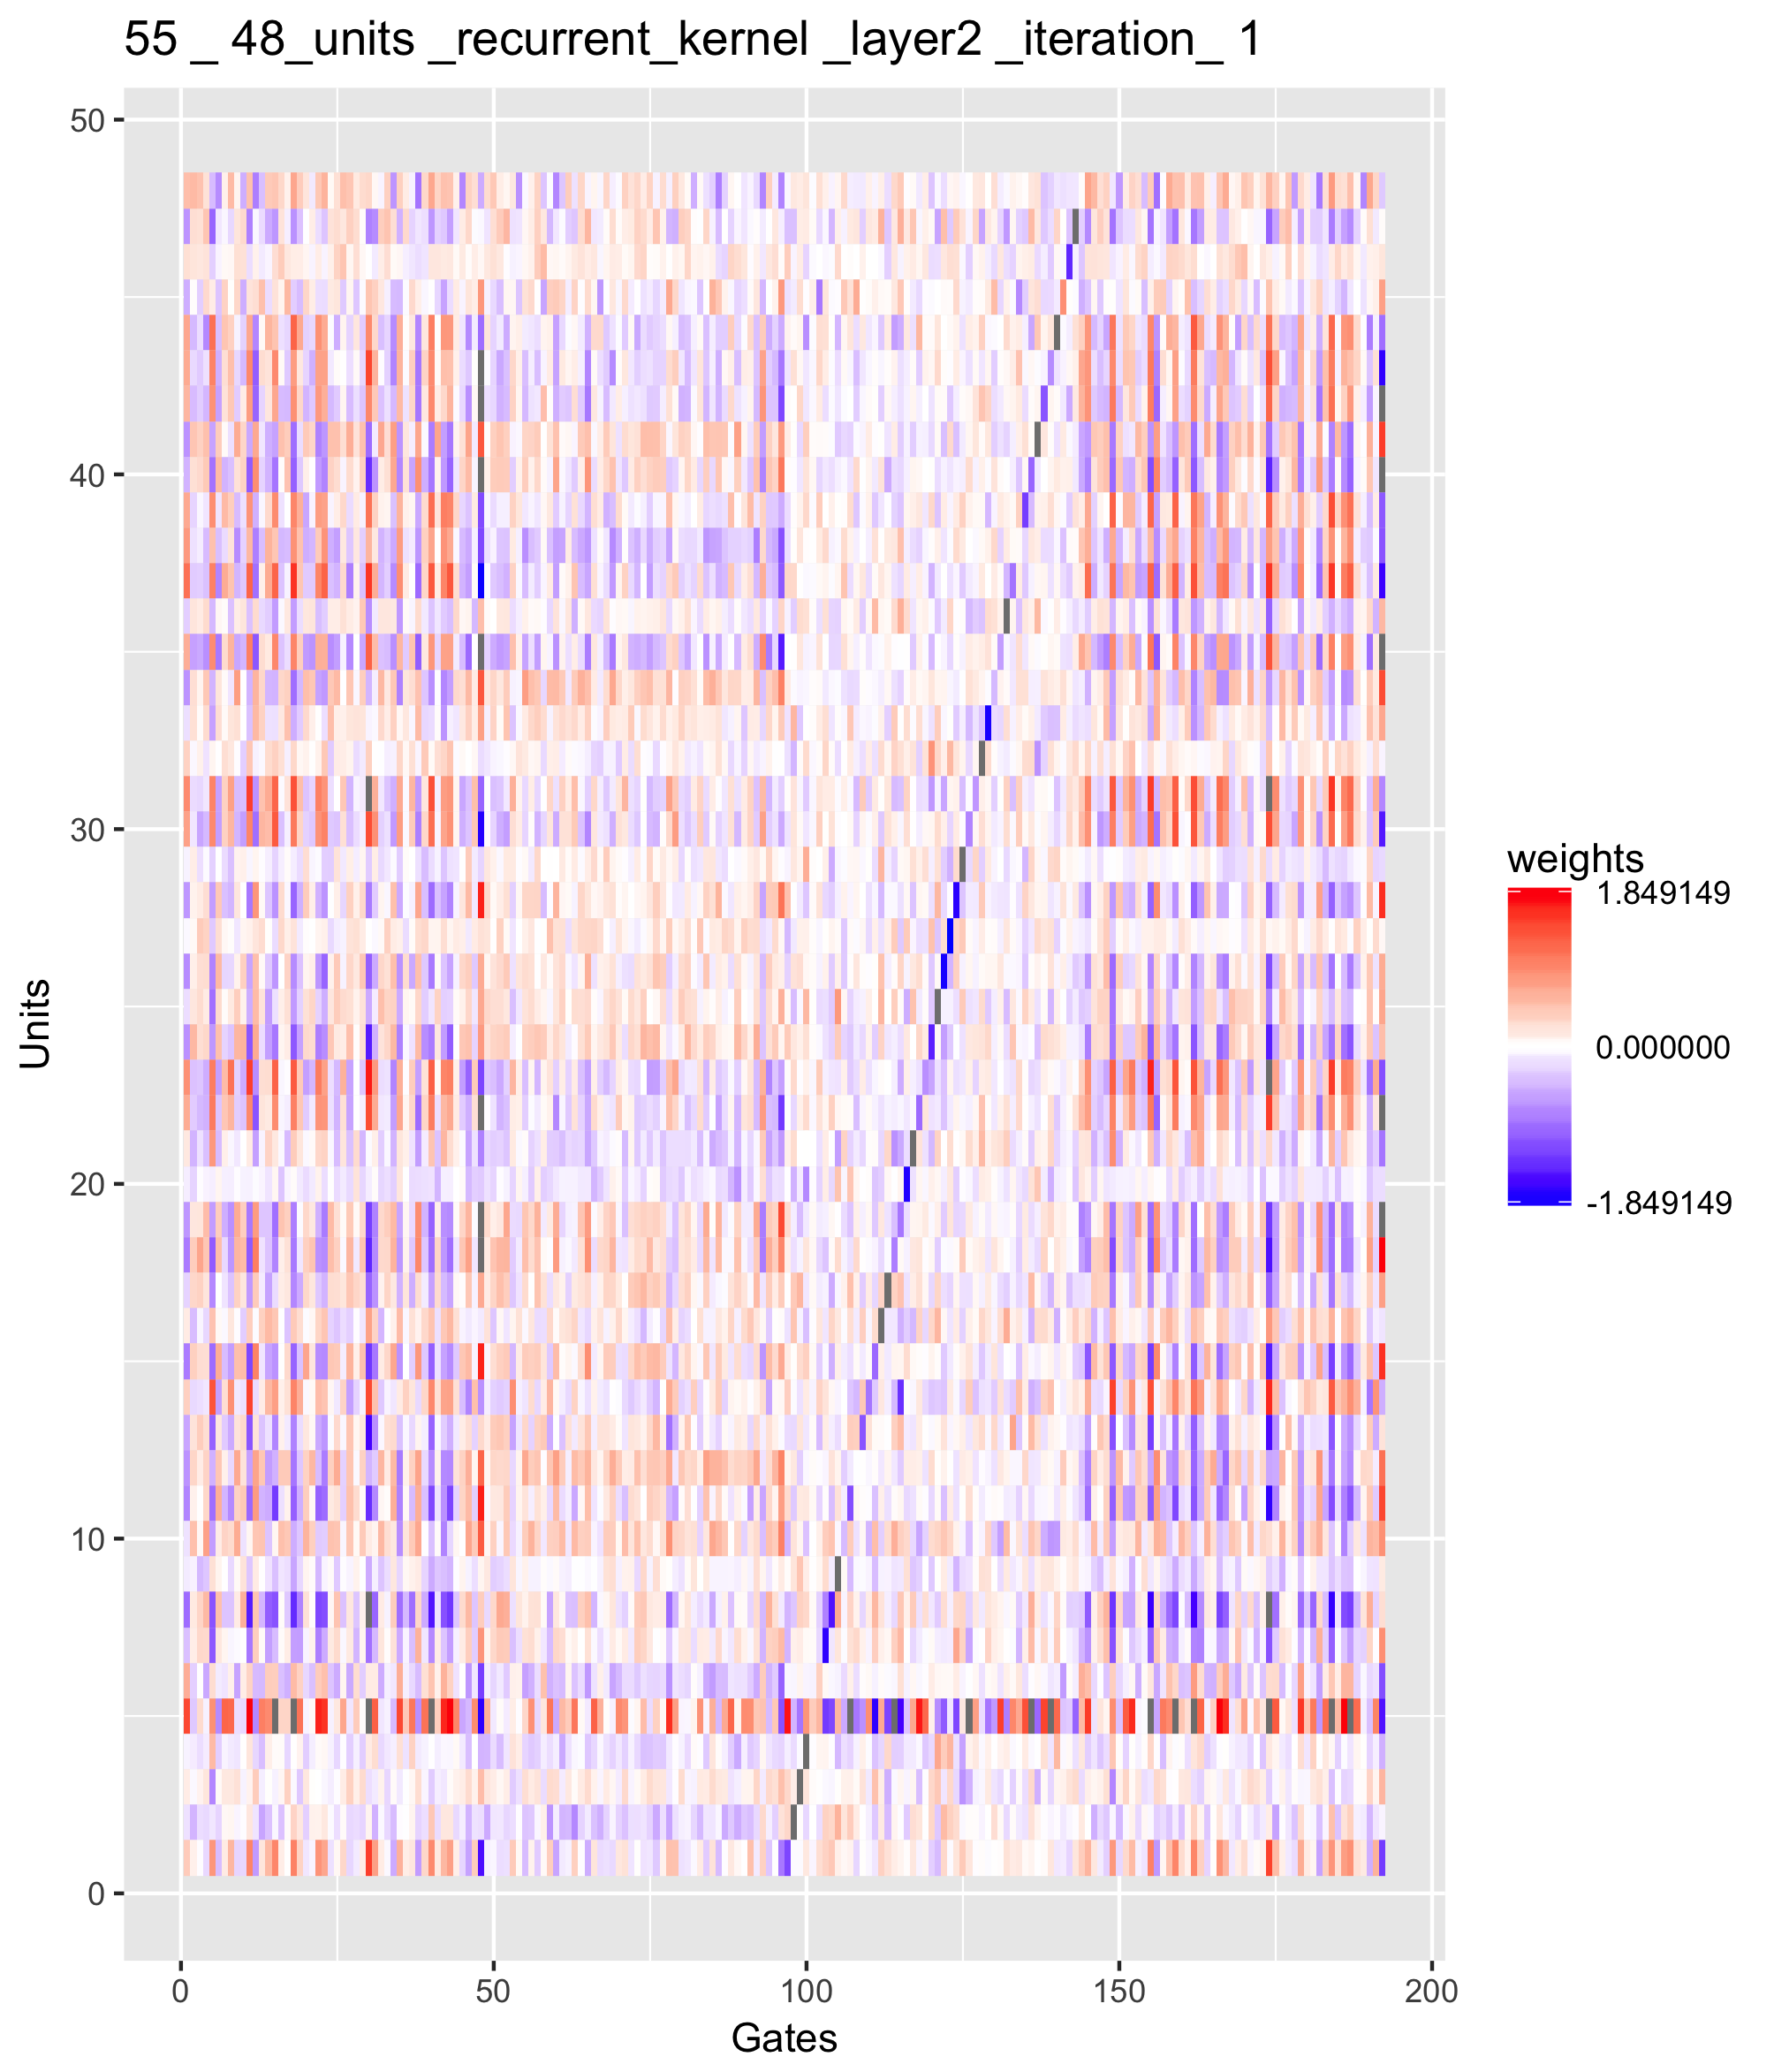 55 _ 48_units _recurrent_kernel _layer2 _iteration_ 1
50
40
30
20
10
0
Units
0 50 100 150 200
Gates
weights
1.849149
0.000000
-1.849149